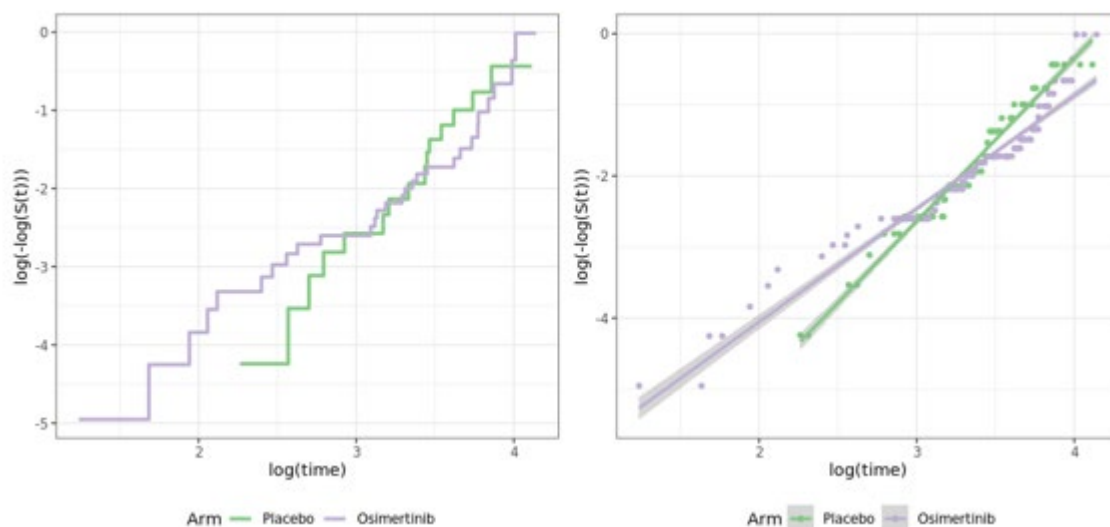 0
-1
-2
-3
-4
-5
log(-log(S(t)))
2 3 4
log(time)
Arm Placebo Osimertinib
0
-2
-4
log(-log(S(t)))
2 3 4
log(time)
Arm Placebo Osimertinib